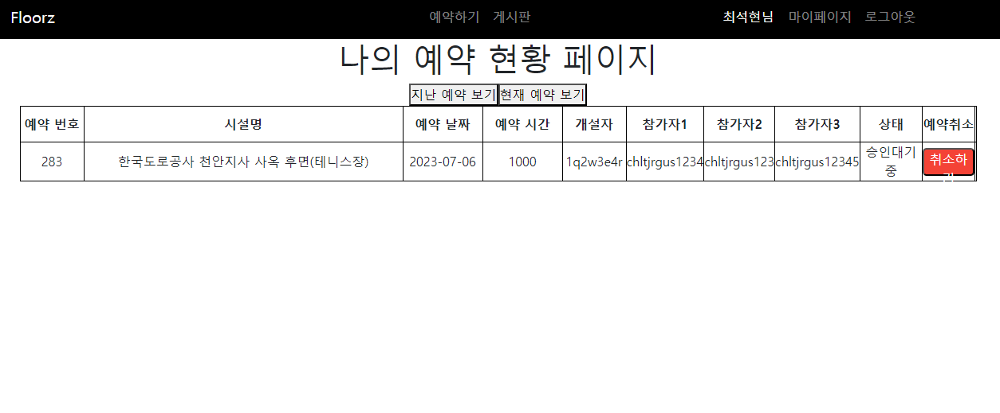 Floorz 예약하기 게시판 최석현님 마이페이지 로그아웃
나의 예약 현황 페이지
지난 예약 보기 현재 예약 보기
예약 번호 시설명 예약 날짜 예약 시간 개설자 참가자1 참가자2 참가자3 상태 예약취소
283 한국도로공사 천안지사 사옥 후면(테니스장) 2023-07-06 1000 1q2w3e4r chltjrgus1234 chltjrgus123 chltjrgus12345 승인대기
중
취소하